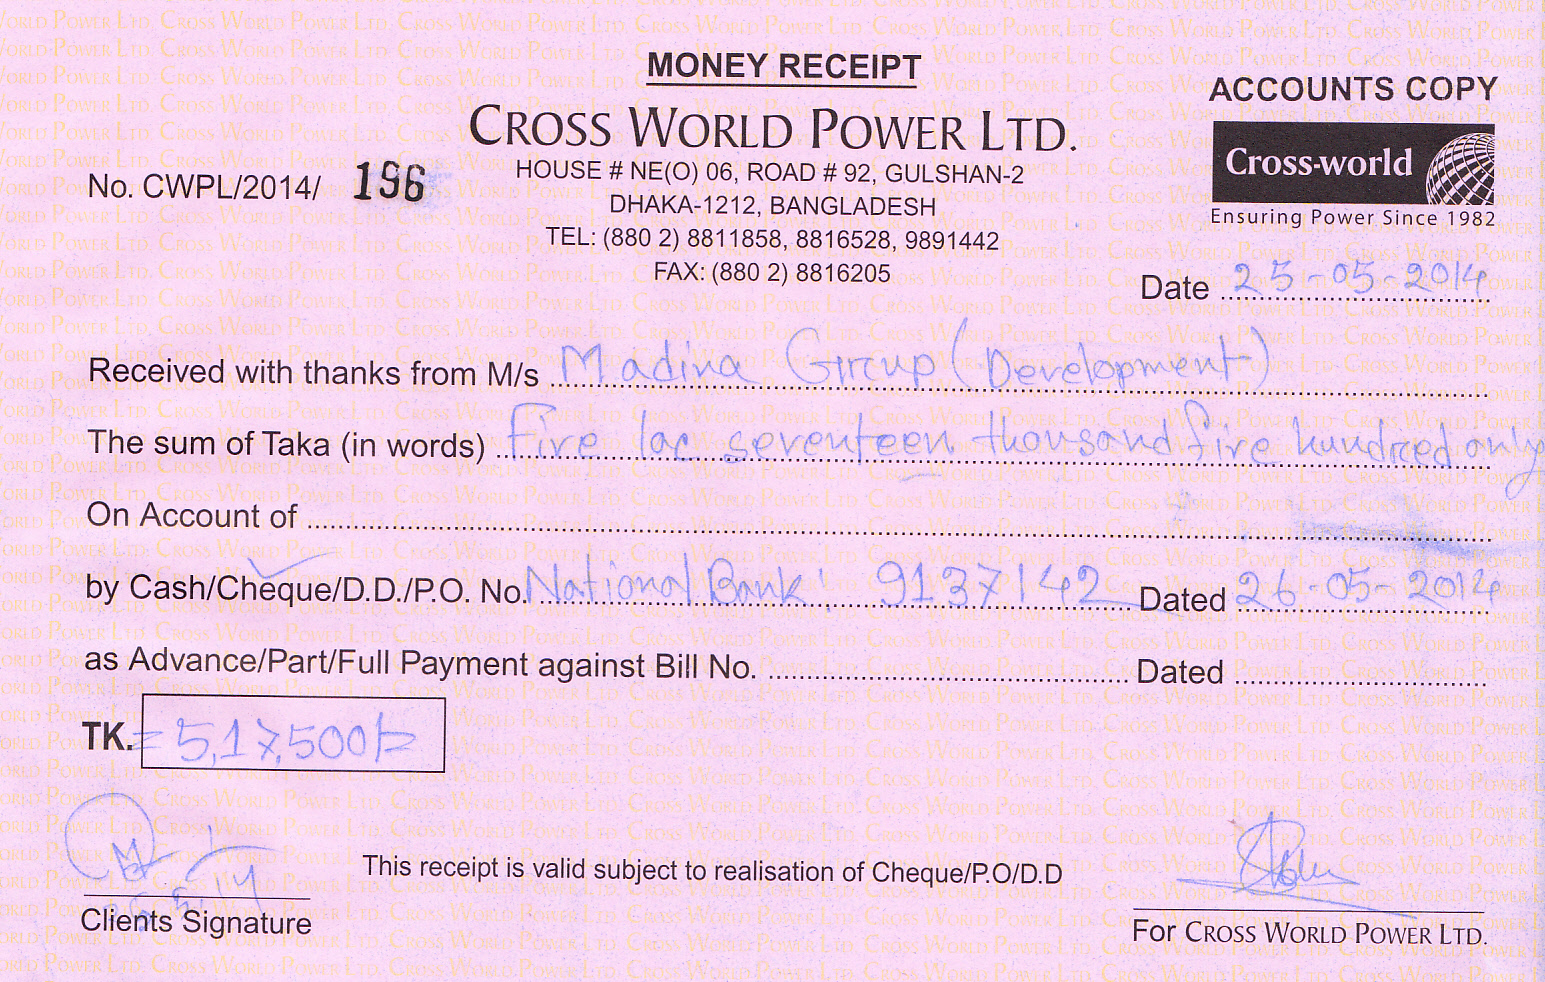 MONEY RECEIPT
ACCOUNTS COPY
CROSS WORLD POWER LTD.
Cross-world
Ensuring Power Since 1982
No. CWPL/2014/ 196
HOUSE # NE(O) 06, ROAD # 92, GULSHAN-2
DHAKA-1212, BANGLADESH
TEL: (880 2) 8811858, 8816528, 9891442
FAX: (880 2) 8816205
Date 25-05-2014
Received with thanks from M/s Madina Group (Development)
The sum of Taka (in words) Five lac seventeen thousand five hundred only
On Account of
by Cash/Cheque/D.D./P.O. No. National Bank: 9137142 Dated 26-05-2014
as Advance/Part/Full Payment against Bill No. Dated
TK. = 5,17,500/=
This receipt is valid subject to realisation of Cheque/P.O/D.D
Clients Signature
For CROSS WORLD POWER LTD.